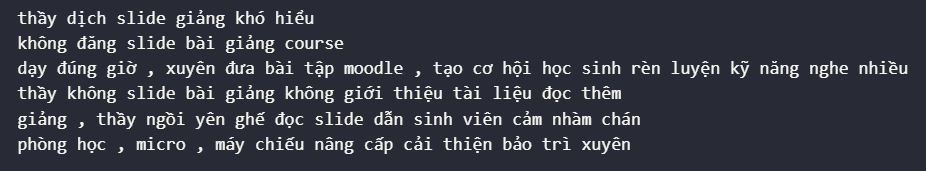 thầy dịch slide giảng khó hiểu
không đăng slide bài giảng course
dạy đúng giờ , xuyên đưa bài tập moodle , tạo cơ hội học sinh rèn luyện kỹ năng nghe nhiều
thầy không slide bài giảng không giới thiệu tài liệu đọc thêm
giảng , thầy ngồi yên ghế đọc slide dẫn sinh viên cảm nhàm chán
phòng học , micro , máy chiếu nâng cấp cải thiện bảo trì xuyên